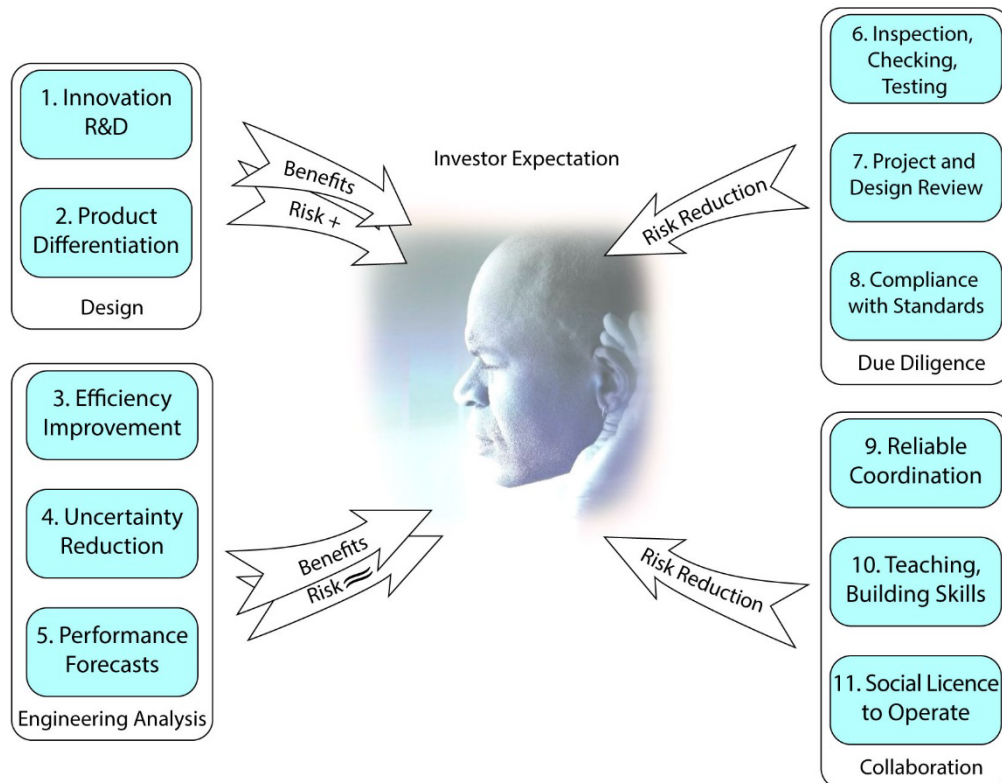 1. Innovation
R&D
2. Product
Differentiation
Design
3. Efficiency
Improvement
4. Uncertainty
Reduction
5. Performance
Forecasts
Engineering Analysis
Benefits
Risk +
Investor Expectation
Benefits
Risk ≈
Risk Reduction
Risk Reduction
6. Inspection,
Checking,
Testing
7. Project and
Design Review
8. Compliance
with Standards
Due Diligence
9. Reliable
Coordination
10. Teaching,
Building Skills
11. Social Licence
to Operate
Collaboration